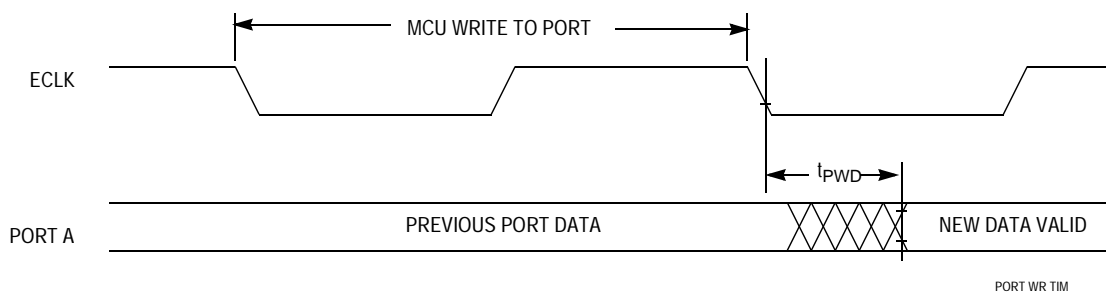 MCU WRITE TO PORT
ECLK
tPWD
PORT A
PREVIOUS PORT DATA
NEW DATA VALID
PORT WR TIM